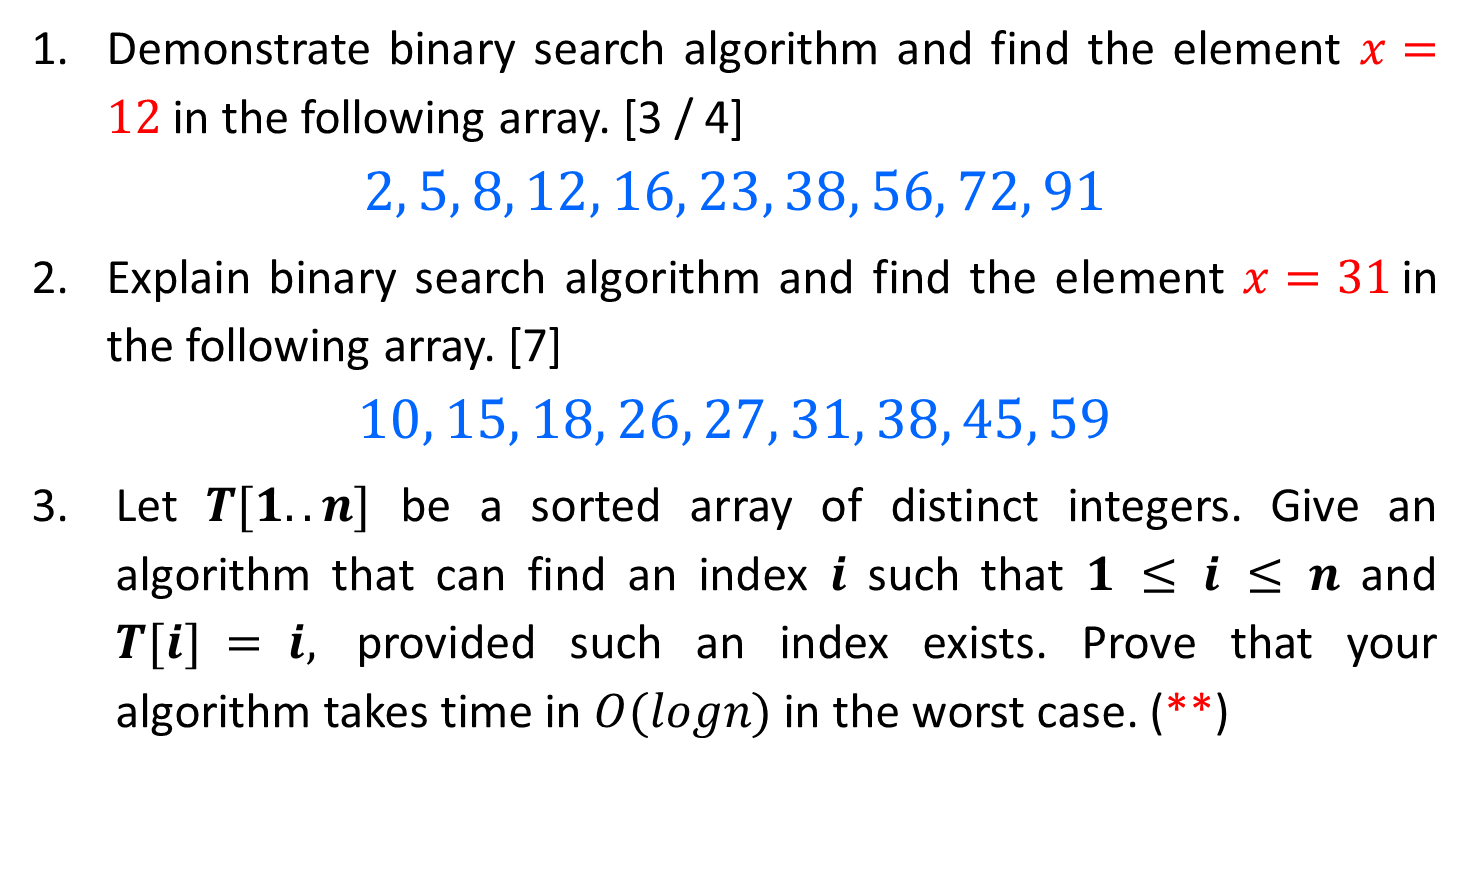 1. Demonstrate binary search algorithm and find the element x =
12 in the following array. [3 / 4]
2, 5, 8, 12, 16, 23, 38, 56, 72, 91
2. Explain binary search algorithm and find the element x = 31 in
the following array. [7]
10, 15, 18, 26, 27, 31, 38, 45, 59
3. Let T[1..n] be a sorted array of distinct integers. Give an
algorithm that can find an index i such that 1 ≤ i ≤ n and
T[i] = i, provided such an index exists. Prove that your
algorithm takes time in O(logn) in the worst case. (**)